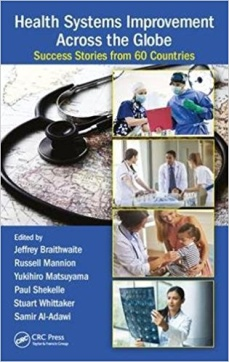 Health Systems Improvement
Across the Globe
Success Stories from 60 Countries
Edited by
Jeffrey Braithwaite
Russell Mannion
Yukihiro Matsuyama
Paul Shekelle
Stuart Whittaker
Samir Al-Adawi
CRC Press
Taylor & Francis Group